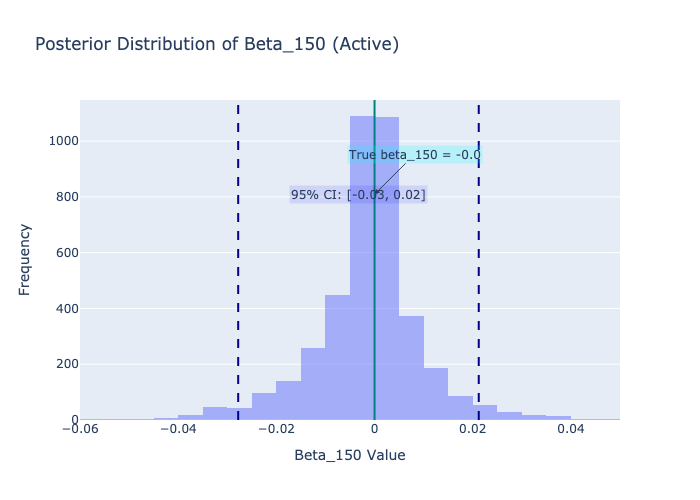 Posterior Distribution of Beta_150 (Active)
1000
800
600
400
200
0
True beta_150 = -0.0
95% CI: [-0.03, 0.02]
Frequency
−0.06
−0.04
−0.02
0
0.02
0.04
Beta_150 Value